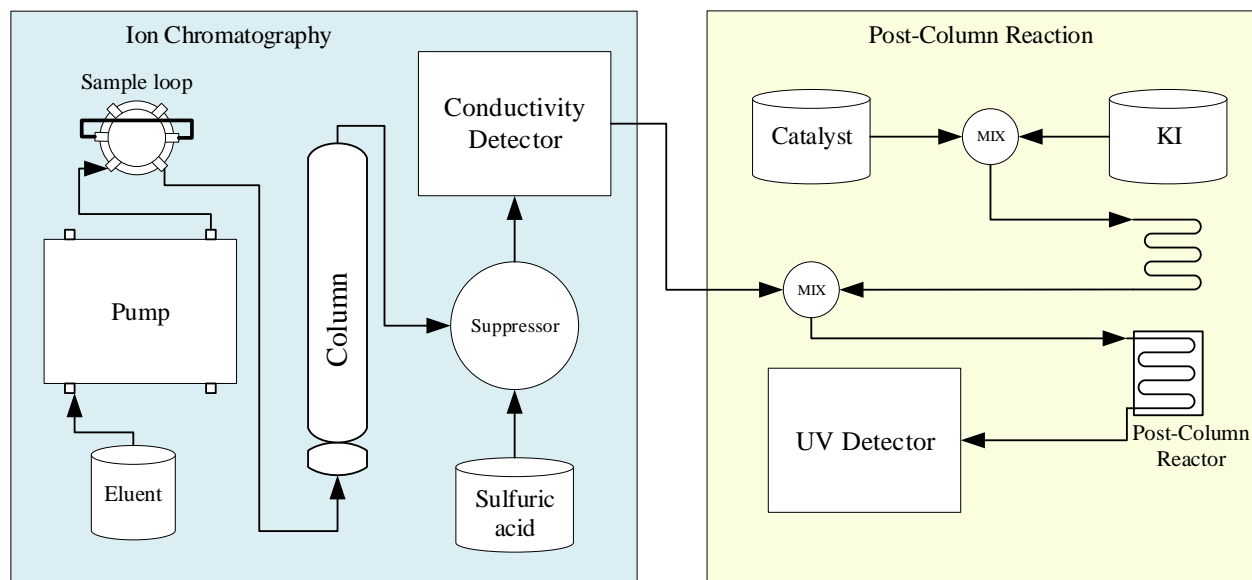 Ion Chromatography
Sample loop
Pump
Eluent
Column
Conductivity
Detector
Suppressor
Sulfuric
acid
Post-Column Reaction
Catalyst
MIX
KI
MIX
UV Detector
Post-Column
Reactor